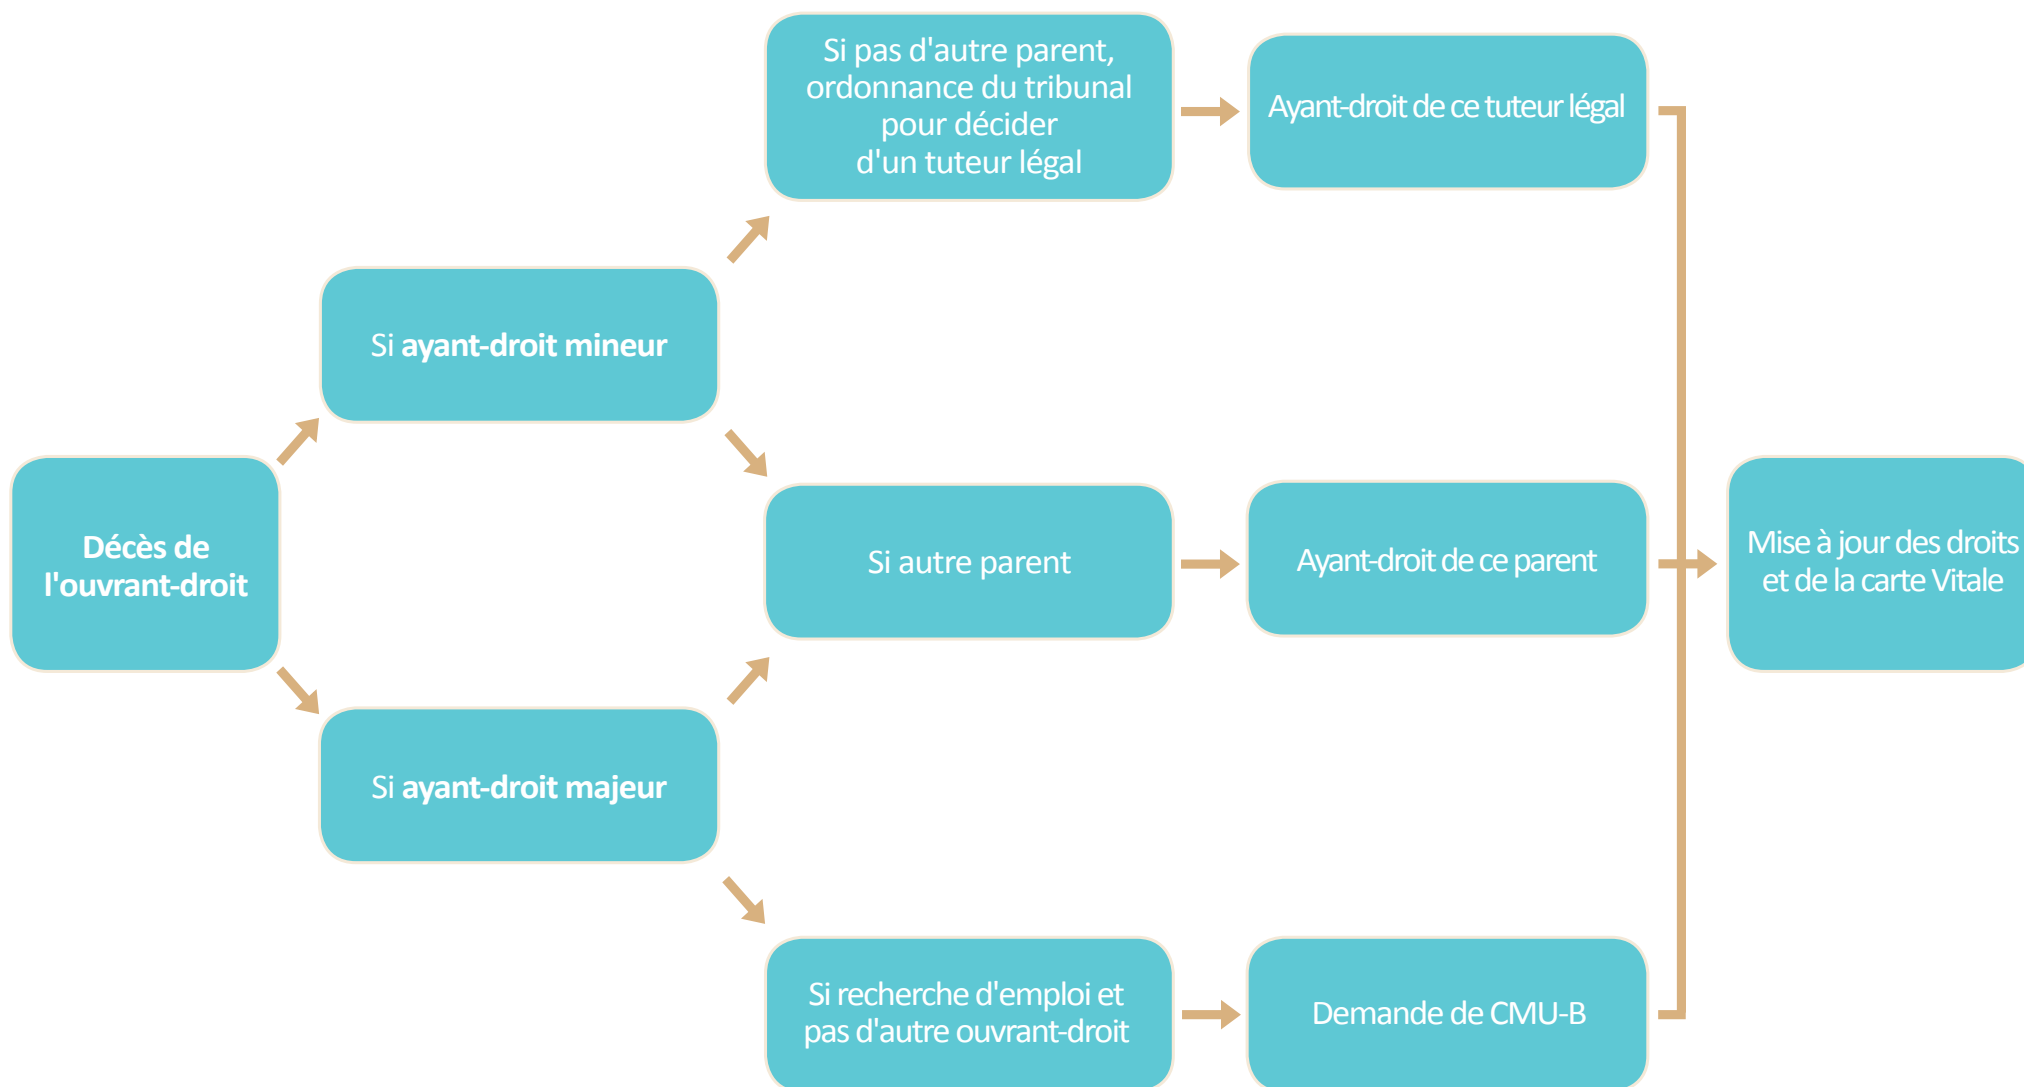 Si pas d'autre parent,
ordonnance du tribunal
pour décider
d'un tuteur légal
Ayant-droit de ce tuteur légal
Si ayant-droit mineur
Décès de
l'ouvrant-droit
Si autre parent
Ayant-droit de ce parent
Mise à jour des droits
et de la carte Vitale
Si ayant-droit majeur
Si recherche d'emploi et
pas d'autre ouvrant-droit
Demande de CMU-B